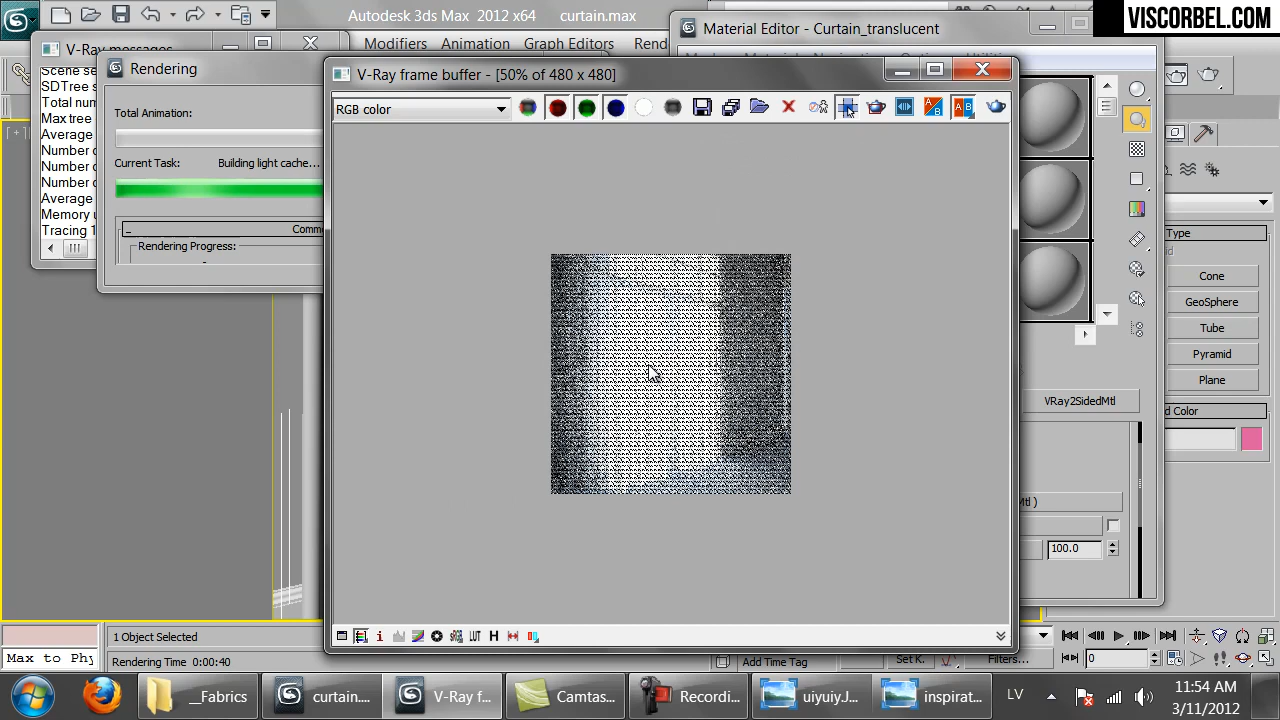 Autodesk 3ds Max 2012 x64 curtain.max
VISCORBEL.COM
Material Editor - Curtain_translucent
V-Ray messages
Modifiers Animation Graph Editors
Rendering
V-Ray frame buffer - [50% of 480 x 480]
RGB color
Total Animation:
Current Task: Building light cache...
Rendering Progress:
SDTree
Max tree
Average
Number
Number
Number
Average
Memory
Tracing 1
Type
Cone
GeoSphere
Tube
Pyramid
Plane
VRay2SidedMtl
Color
100.0
sRGB LUT H
1 Object Selected
Max to Phy
Rendering Time 0:00:40
Add Time Tag
Set K.
Filters...
0
__Fabrics
curtain...
V-Ray f...
Camtas...
Recordi...
uiyuiy.J...
inspirat...
LV
11:54 AM
3/11/2012